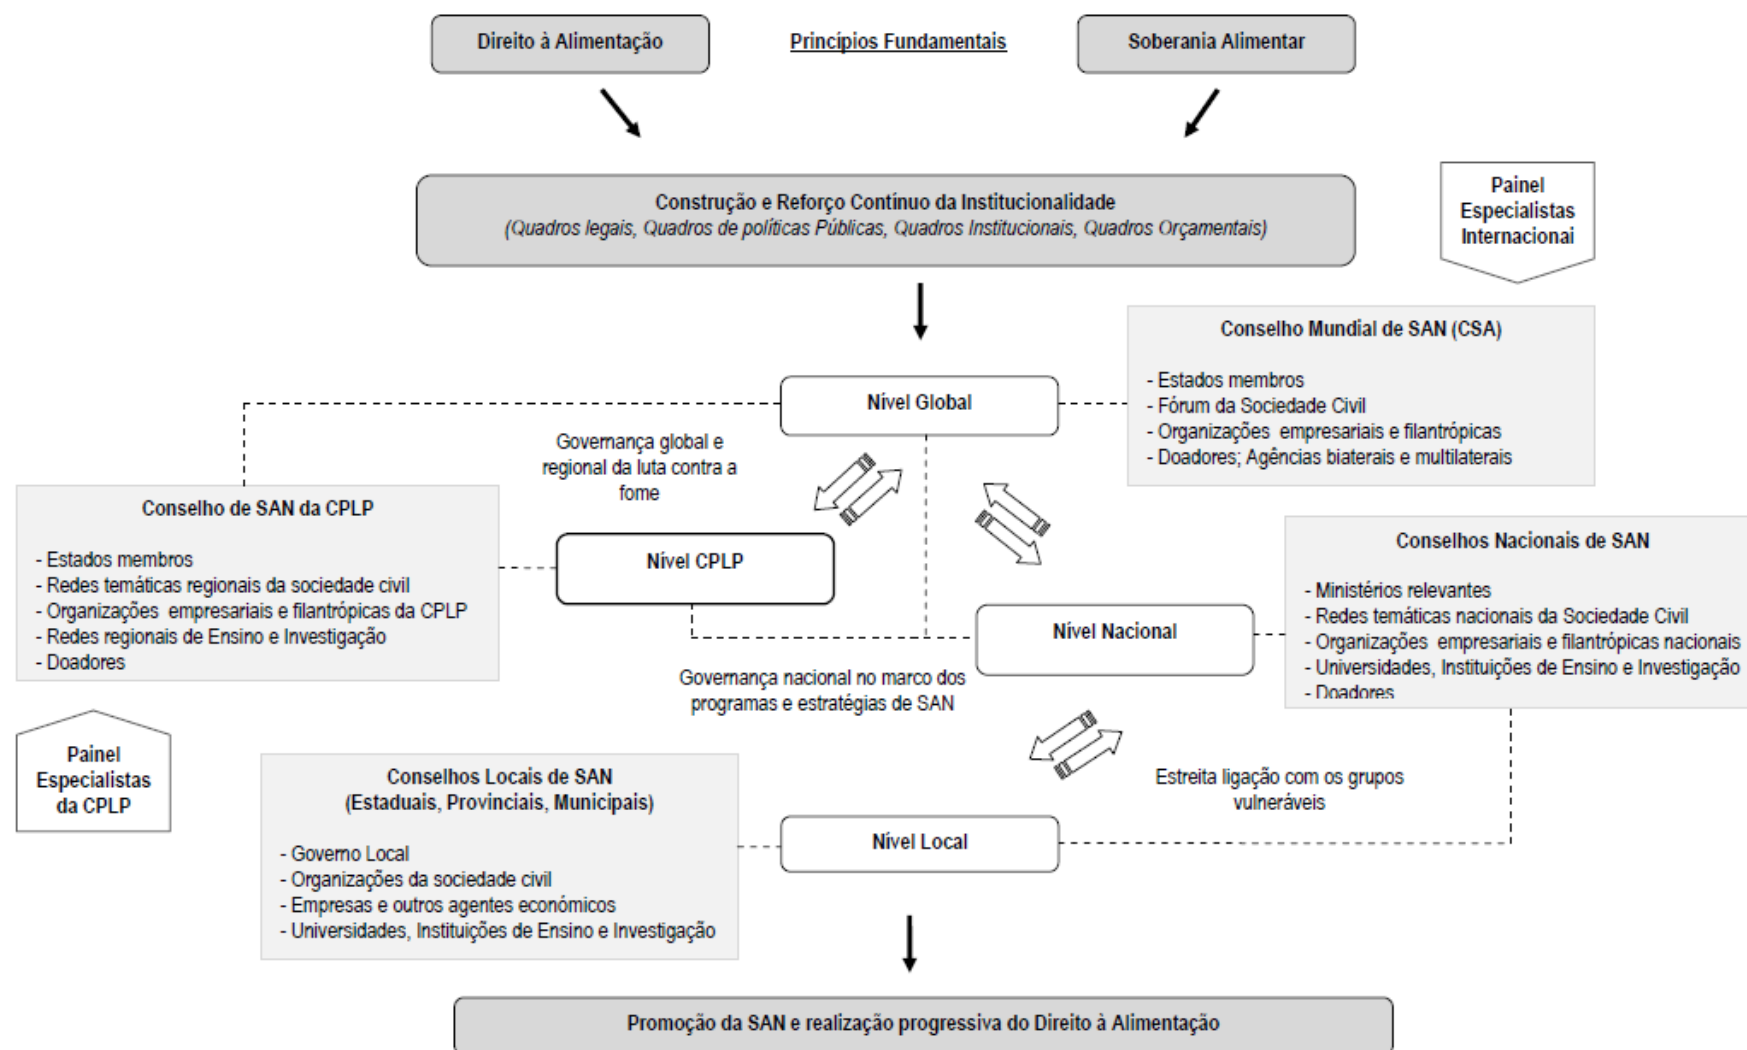 Direito à Alimentação
Princípios Fundamentais
Soberania Alimentar
Construção e Reforço Contínuo da Institucionalidade
(Quadros legais, Quadros de políticas Públicas, Quadros Institucionais, Quadros Orçamentais)
Painel
Especialistas
Internacionai
Conselho Mundial de SAN (CSA)
- Estados membros
- Fórum da Sociedade Civil
- Organizações empresariais e filantrópicas
- Doadores; Agências biaterais e multilaterais
Nível Global
Governança global e
regional da luta contra a
fome
Conselho de SAN da CPLP
- Estados membros
- Redes temáticas regionais da sociedade civil
- Organizações empresariais e filantrópicas da CPLP
- Redes regionais de Ensino e Investigação
- Doadores
Nível CPLP
Conselhos Nacionais de SAN
- Ministérios relevantes
- Redes temáticas nacionais da Sociedade Civil
- Organizações empresariais e filantrópicas nacionais
- Universidades, Instituições de Ensino e Investigação
- Doadores
Nível Nacional
Governança nacional no marco dos
programas e estratégias de SAN
Painel
Especialistas
da CPLP
Conselhos Locais de SAN
(Estaduais, Provinciais, Municipais)
- Governo Local
- Organizações da sociedade civil
- Empresas e outros agentes económicos
- Universidades, Instituições de Ensino e Investigação
Estreita ligação com os grupos
vulneráveis
Nível Local
Promoção da SAN e realização progressiva do Direito à Alimentação